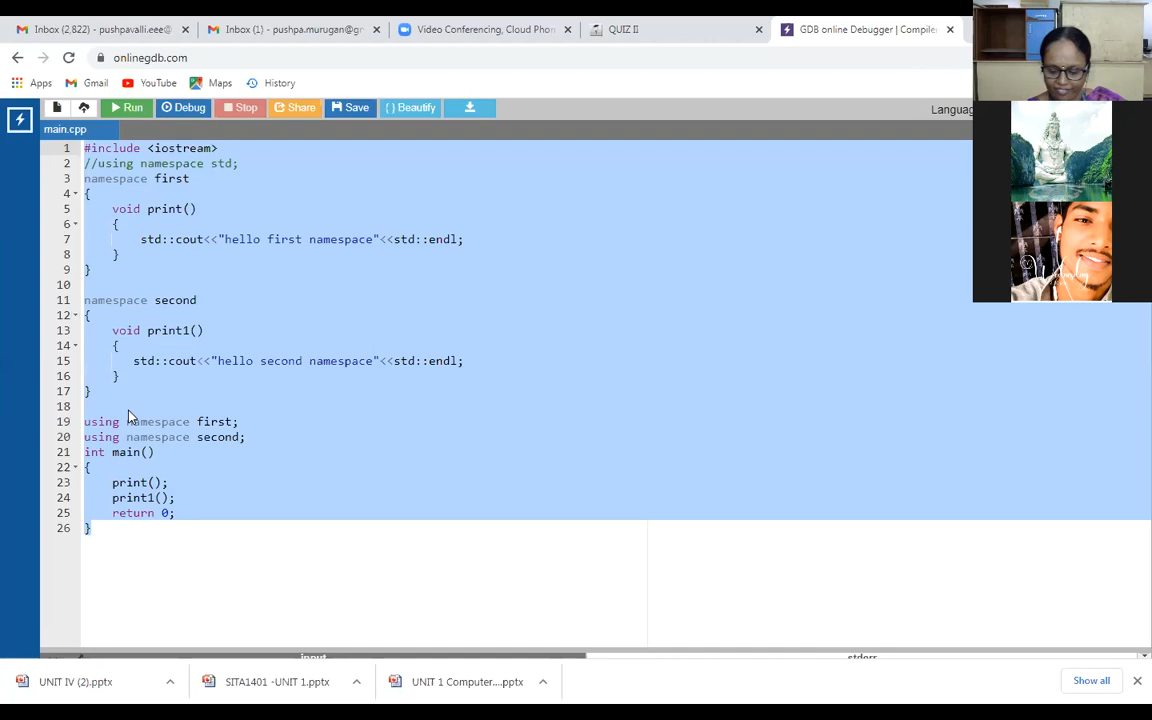 Inbox (2,822) - pushpavalli.eee@
Inbox (1) - pushpa.murugan@gm
Video Conferencing, Cloud Phon
QUIZ II
GDB online Debugger | Compiler
onlinegdb.com
Apps
Gmail
YouTube
Maps
History
Run
Debug
Stop
Share
Save
{ } Beautify
Languag
main.cpp
1 #include <iostream>
2 //using namespace std;
3 namespace first
4 {
5 void print()
6 {
7 std::cout<<"hello first namespace"<<std::endl;
8 }
9 }
10
11 namespace second
12 {
13 void print1()
14 {
15 std::cout<<"hello second namespace"<<std::endl;
16 }
17 }
18
19 using namespace first;
20 using namespace second;
21 int main()
22 {
23 print();
24 print1();
25 return 0;
26 }
input
stderr
UNIT IV (2).pptx
SITA1401 -UNIT 1.pptx
UNIT 1 Computer....pptx
Show all